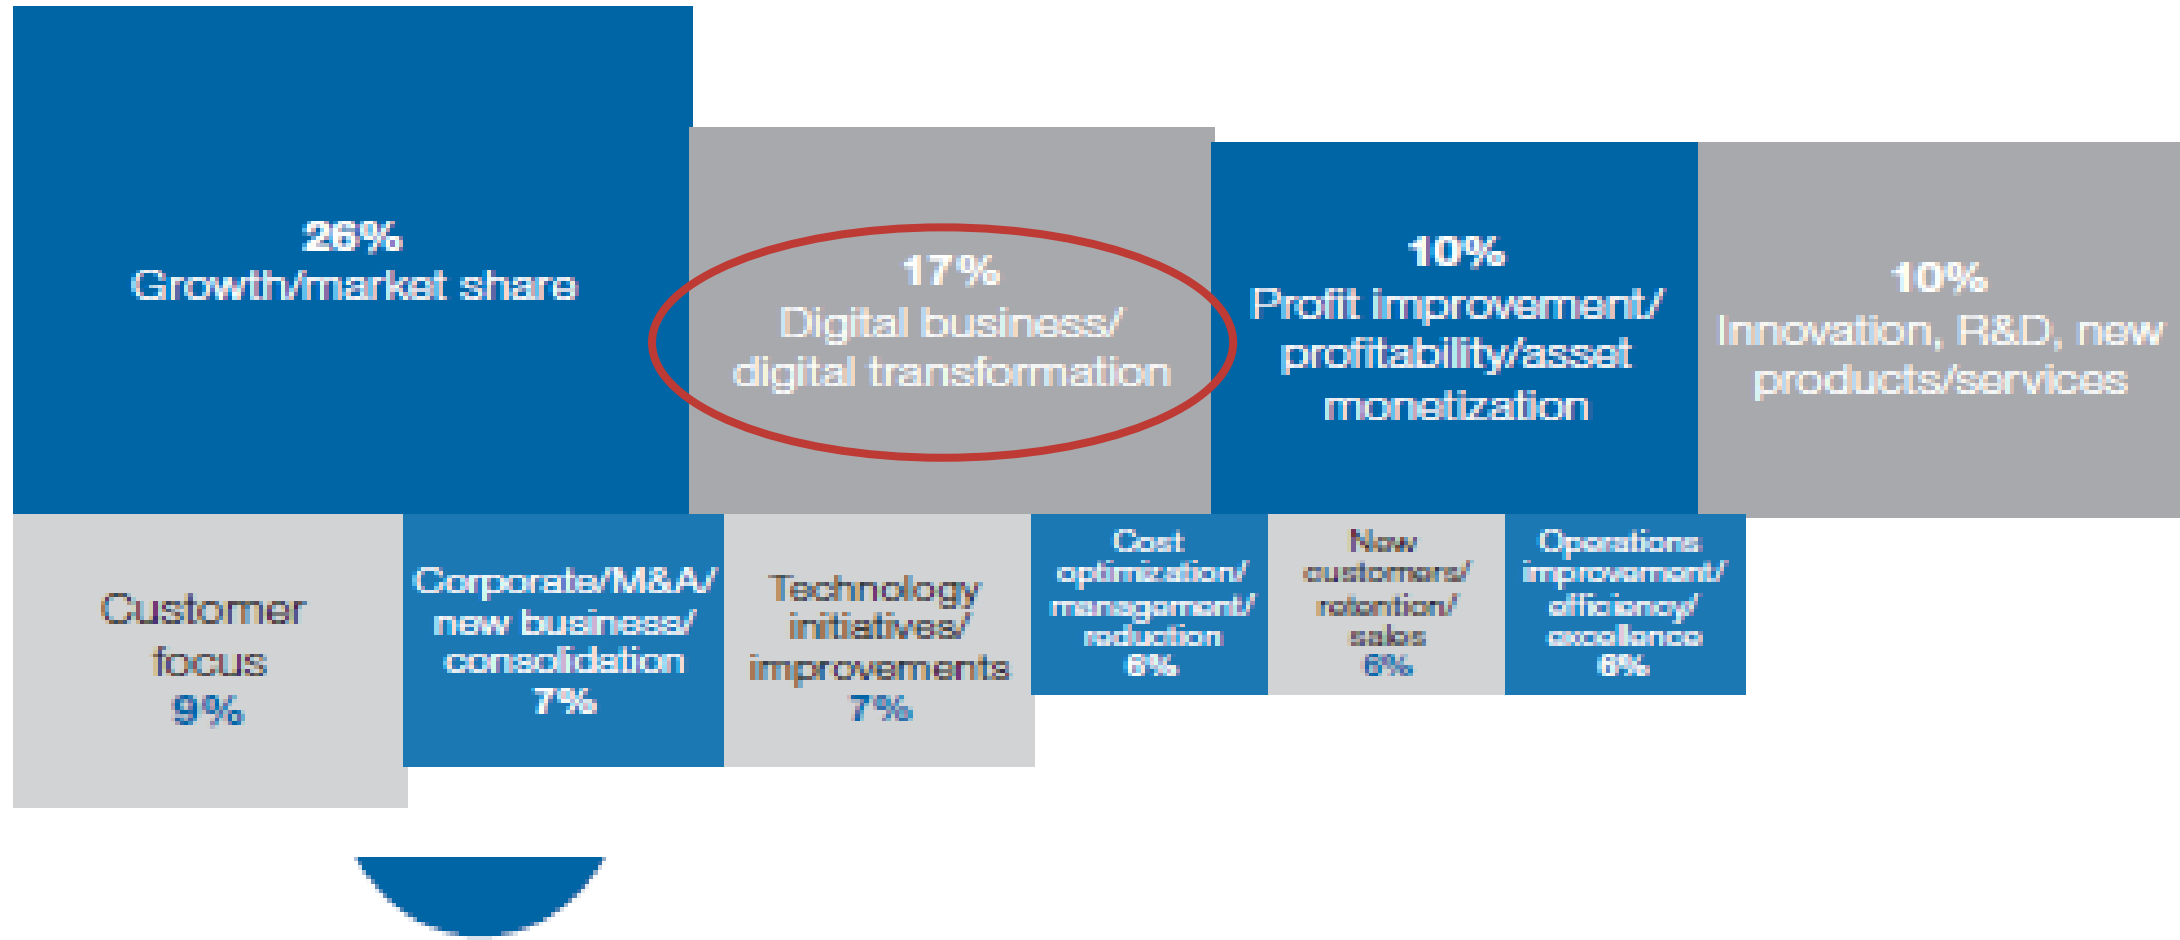 26%
Growth/market share
17%
Digital business/
digital transformation
10%
Profit improvement/
profitability/asset
monetization
10%
Innovation, R&D, new
products/services
Customer
focus
9%
Corporate/M&A/
new business/
consolidation
7%
Technology
initiatives/
improvements
7%
Cost
optimization/
management/
reduction
6%
New
customers/
retention/
sales
6%
Operations
improvement/
efficiency/
excellence
6%